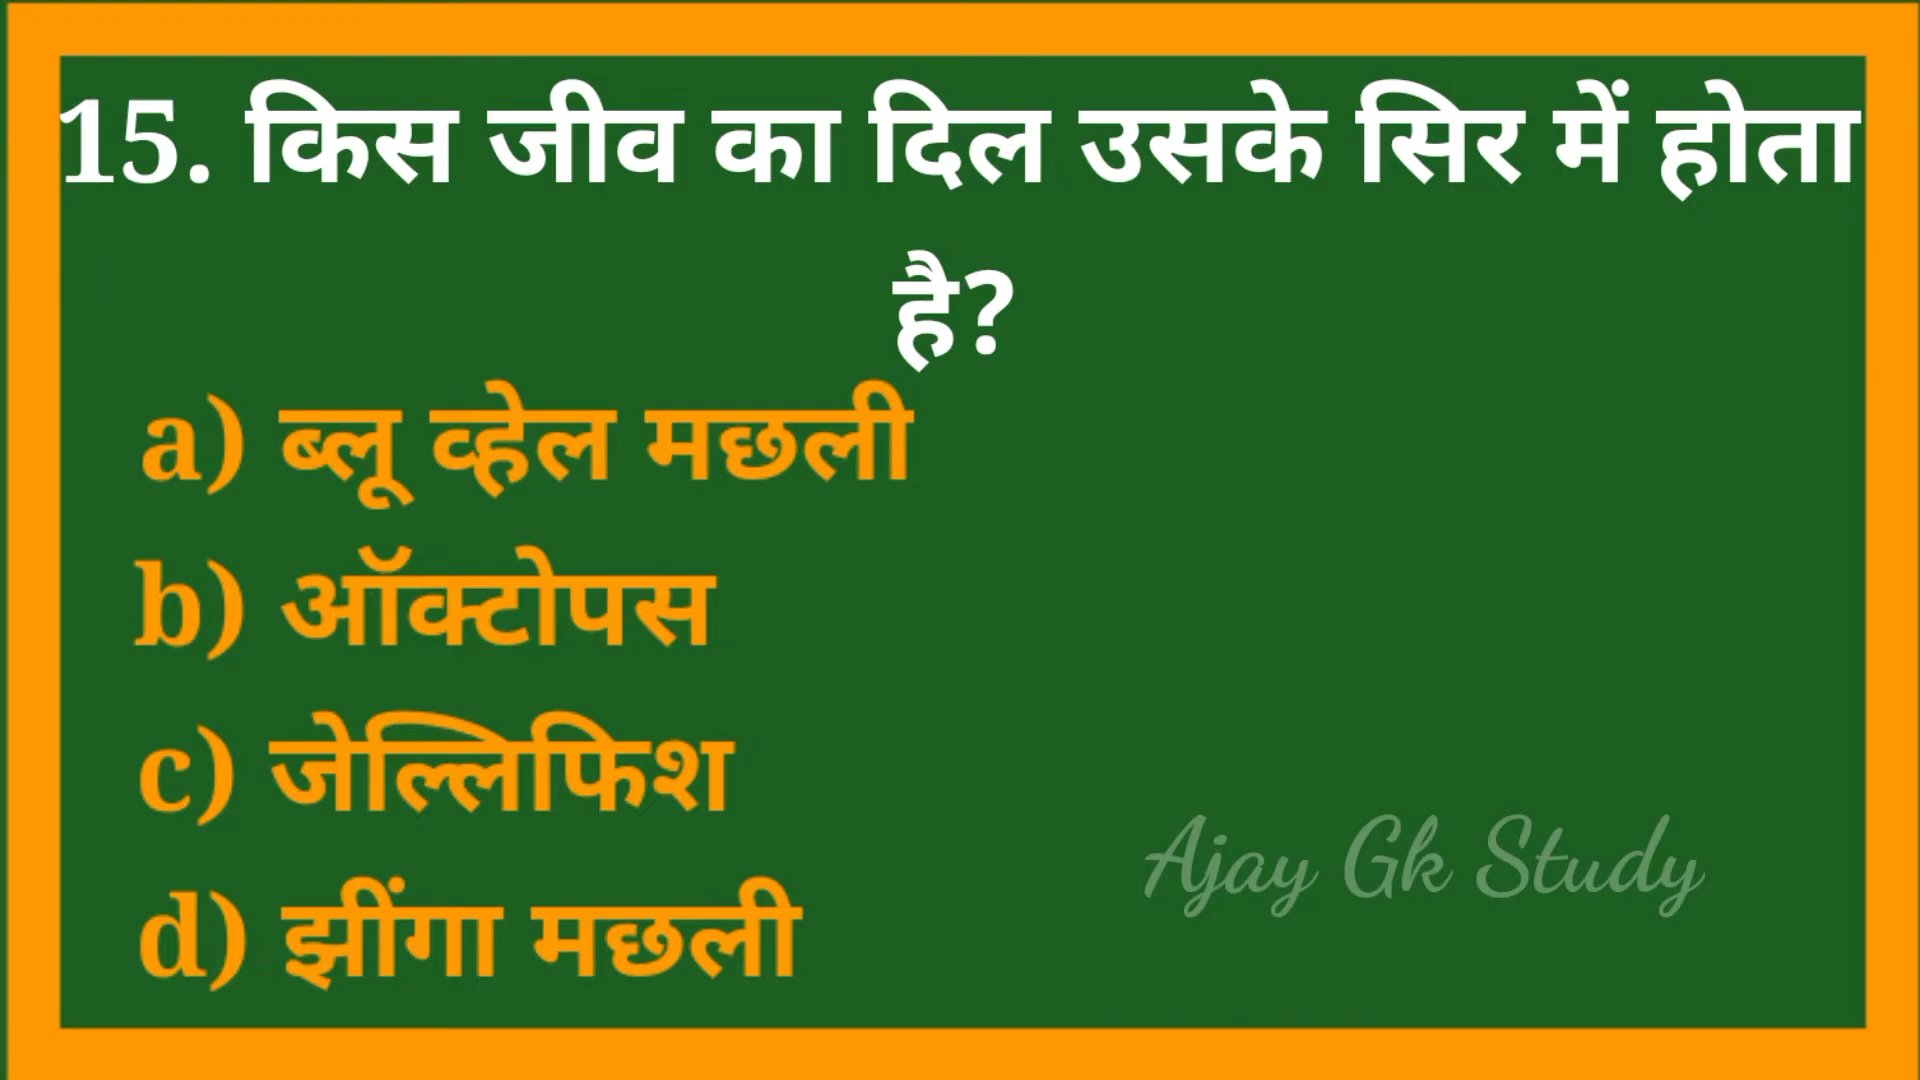 15. किस जीव का दिल उसके सिर में होता
है?
a) ब्लू व्हेल मछली
b) ऑक्टोपस
c) जेल्लिफिश
d) झींगा मछली
Ajay Gk Study